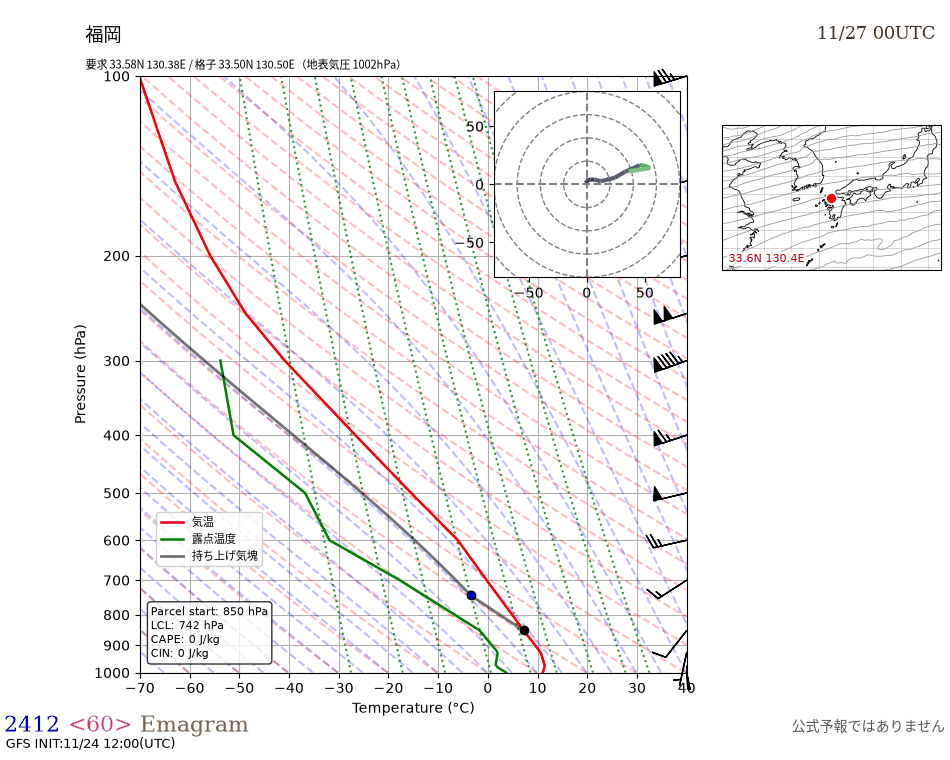 福岡
11/27 00UTC
要求 33.58N 130.38E / 格子 33.50N 130.50E（地表気圧 1002hPa）
100
200
300
400
500
600
700
800
900
1000
Pressure (hPa)
−70 −60 −50 −40 −30 −20 −10 0 10 20 30 40
Temperature (°C)
50
0
−50
−50 0 50
33.6N 130.4E
気温
露点温度
持ち上げ気塊
Parcel start: 850 hPa
LCL: 742 hPa
CAPE: 0 J/kg
CIN: 0 J/kg
2412 <60> Emagram
公式予報ではありません
GFS INIT:11/24 12:00(UTC)